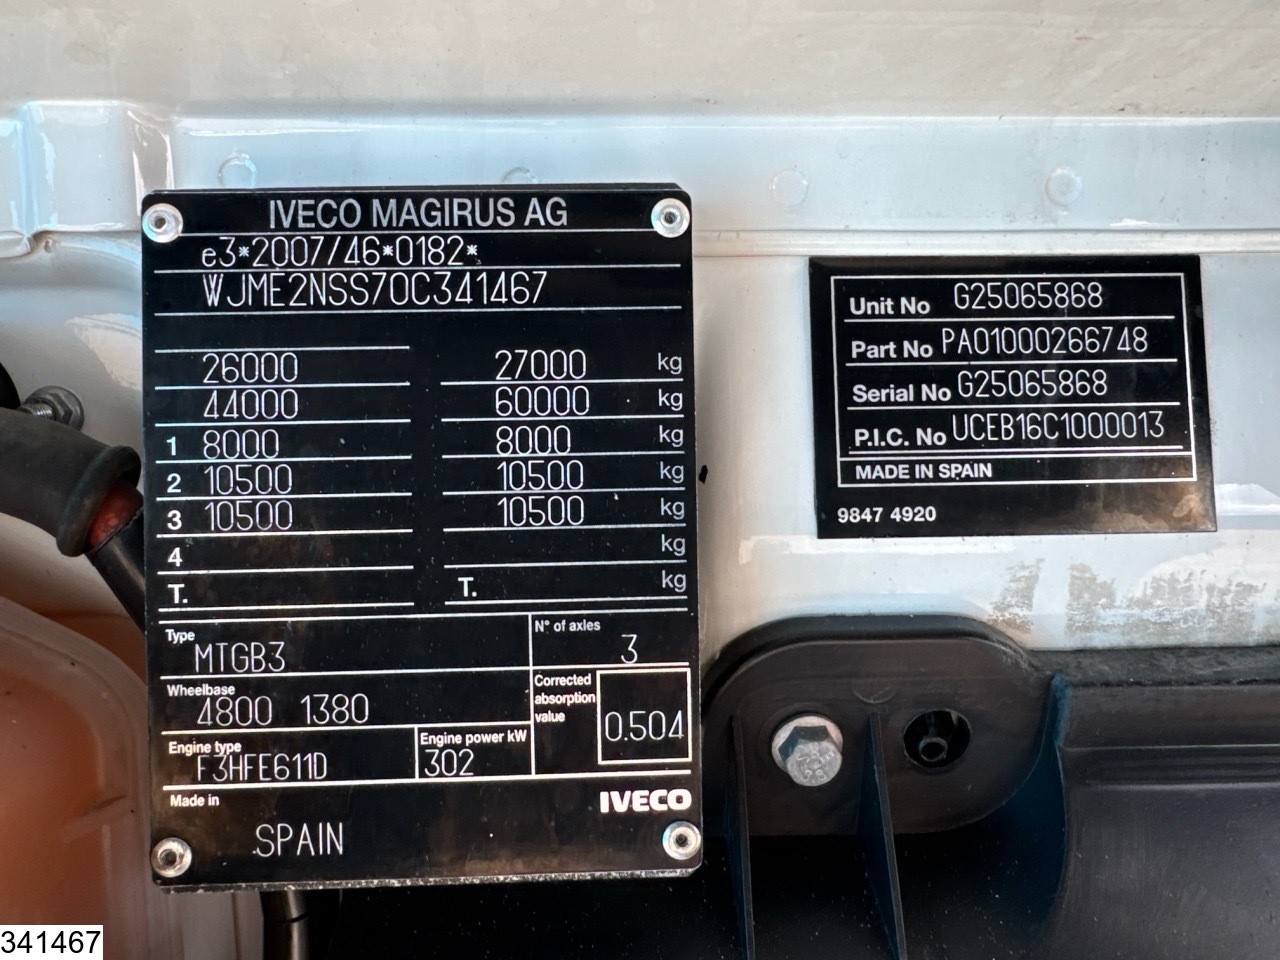 IVECO MAGIRUS AG
e3*2007/46*0182*
WJME2NSS70C341467
26000 27000 kg
44000 60000 kg
1 8000 8000 kg
2 10500 10500 kg
3 10500 10500 kg
4 kg
T. T. kg
Type
MTGB3
N° of axles
3
Wheelbase
4800 1380
Corrected
absorption
value
0.504
Engine type
F3HFE611D
Engine power kW
302
Made in
SPAIN
IVECO
Unit No G25065868
Part No PA01000266748
Serial No G25065868
P.I.C. No UCEB16C1000013
MADE IN SPAIN
9847 4920
341467